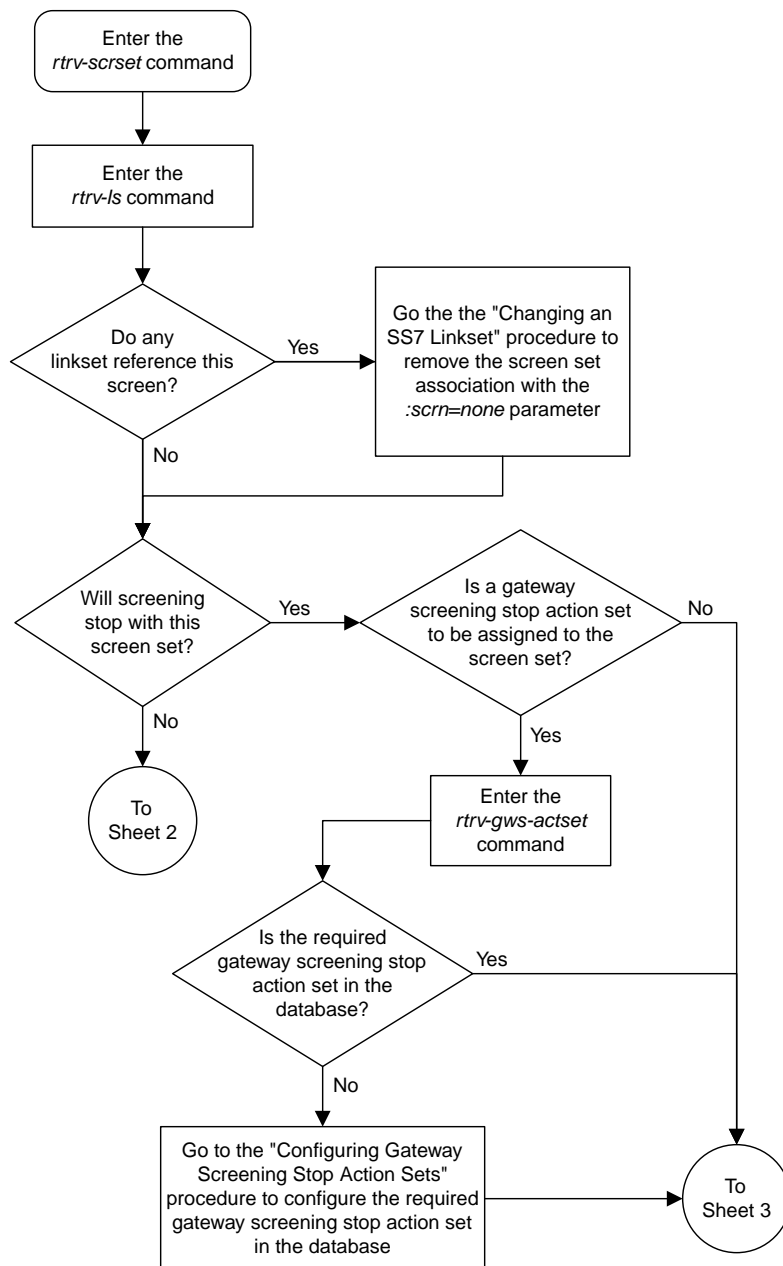 Enter the
rtrv-scrset command
Enter the
rtrv-ls command
Do any
linkset reference this
screen?
Yes
Go the the "Changing an
SS7 Linkset" procedure to
remove the screen set
association with the
:scrn=none parameter
No
Will screening
stop with this
screen set?
Yes
Is a gateway
screening stop action set
to be assigned to the
screen set?
No
No
Yes
To
Sheet 2
Enter the
rtrv-gws-actset
command
Is the required
gateway screening stop
action set in the
database?
Yes
No
Go to the "Configuring Gateway
Screening Stop Action Sets"
procedure to configure the required
gateway screening stop action set
in the database
To
Sheet 3